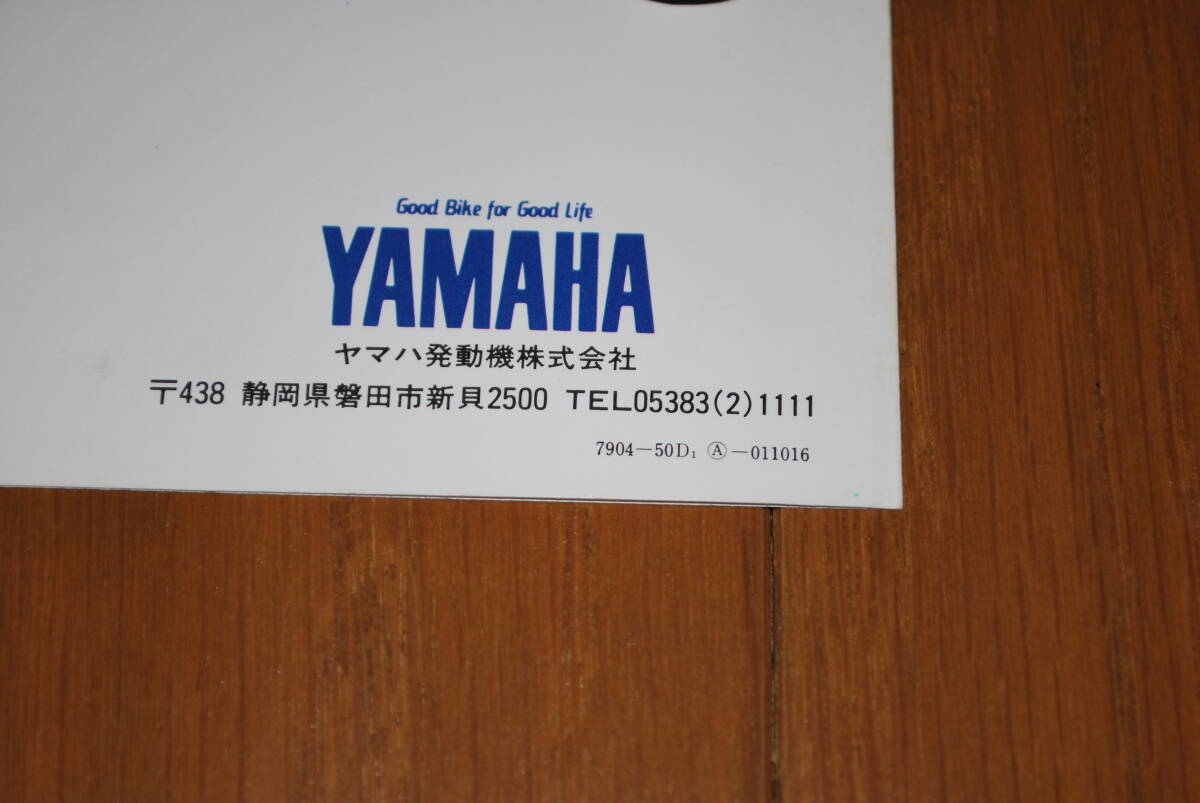 Good Bike for Good Life
YAMAHA
ヤマハ発動機株式会社
〒438 静岡県磐田市新貝2500 TEL05383(2)1111
7904－50D₁ Ⓐ－011016